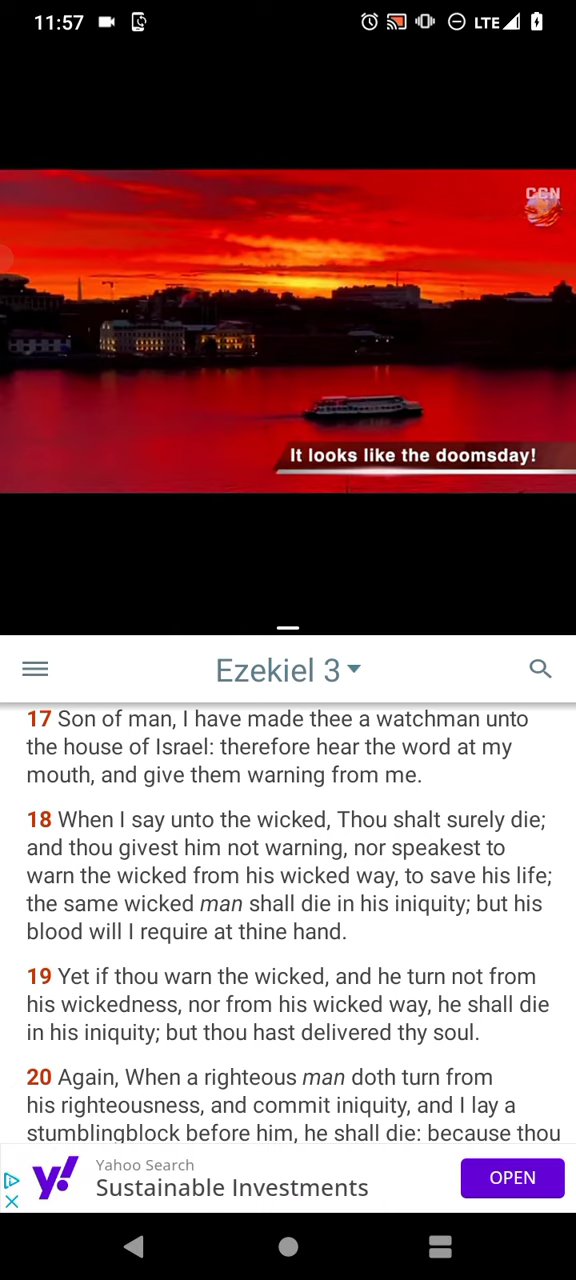 11:57
LTE
CBN
It looks like the doomsday!
Ezekiel 3
17 Son of man, I have made thee a watchman unto
the house of Israel: therefore hear the word at my
mouth, and give them warning from me.
18 When I say unto the wicked, Thou shalt surely die;
and thou givest him not warning, nor speakest to
warn the wicked from his wicked way, to save his life;
the same wicked man shall die in his iniquity; but his
blood will I require at thine hand.
19 Yet if thou warn the wicked, and he turn not from
his wickedness, nor from his wicked way, he shall die
in his iniquity; but thou hast delivered thy soul.
20 Again, When a righteous man doth turn from
his righteousness, and commit iniquity, and I lay a
stumblingblock before him, he shall die: because thou
y!
Yahoo Search
Sustainable Investments
OPEN